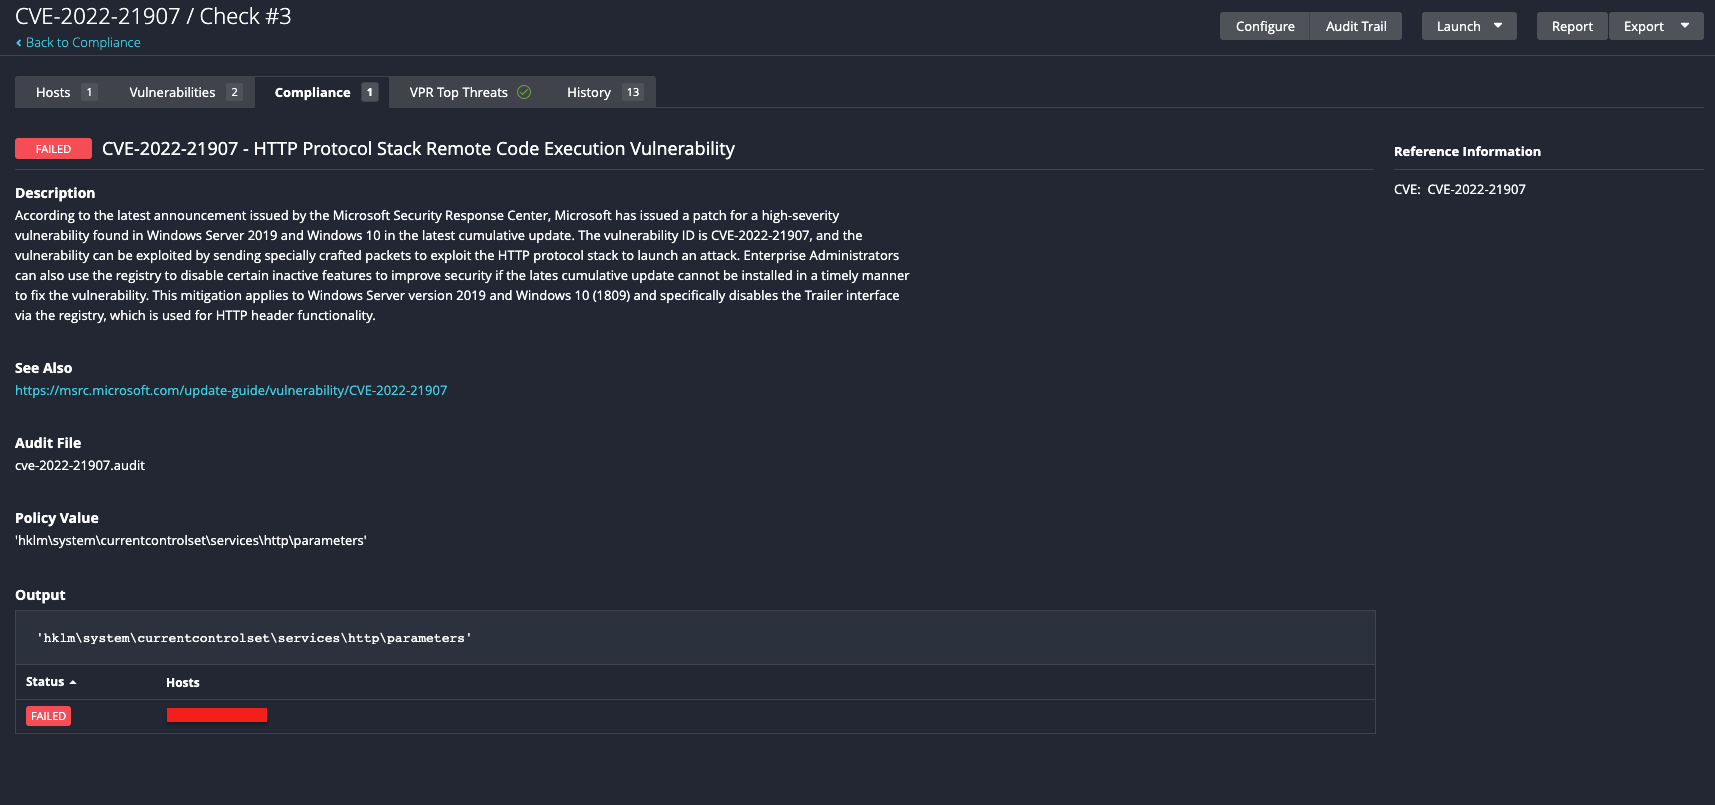 CVE-2022-21907 / Check #3
Back to Compliance
Configure Audit Trail Launch Report Export
Hosts 1 Vulnerabilities 2 Compliance 1 VPR Top Threats History 13
FAILED CVE-2022-21907 - HTTP Protocol Stack Remote Code Execution Vulnerability
Description
According to the latest announcement issued by the Microsoft Security Response Center, Microsoft has issued a patch for a high-severity
vulnerability found in Windows Server 2019 and Windows 10 in the latest cumulative update. The vulnerability ID is CVE-2022-21907, and the
vulnerability can be exploited by sending specially crafted packets to exploit the HTTP protocol stack to launch an attack. Enterprise Administrators
can also use the registry to disable certain inactive features to improve security if the lates cumulative update cannot be installed in a timely manner
to fix the vulnerability. This mitigation applies to Windows Server version 2019 and Windows 10 (1809) and specifically disables the Trailer interface
via the registry, which is used for HTTP header functionality.
See Also
https://msrc.microsoft.com/update-guide/vulnerability/CVE-2022-21907
Audit File
cve-2022-21907.audit
Policy Value
'hklm\system\currentcontrolset\services\http\parameters'
Output
'hklm\system\currentcontrolset\services\http\parameters'
Status Hosts
FAILED
Reference Information
CVE: CVE-2022-21907